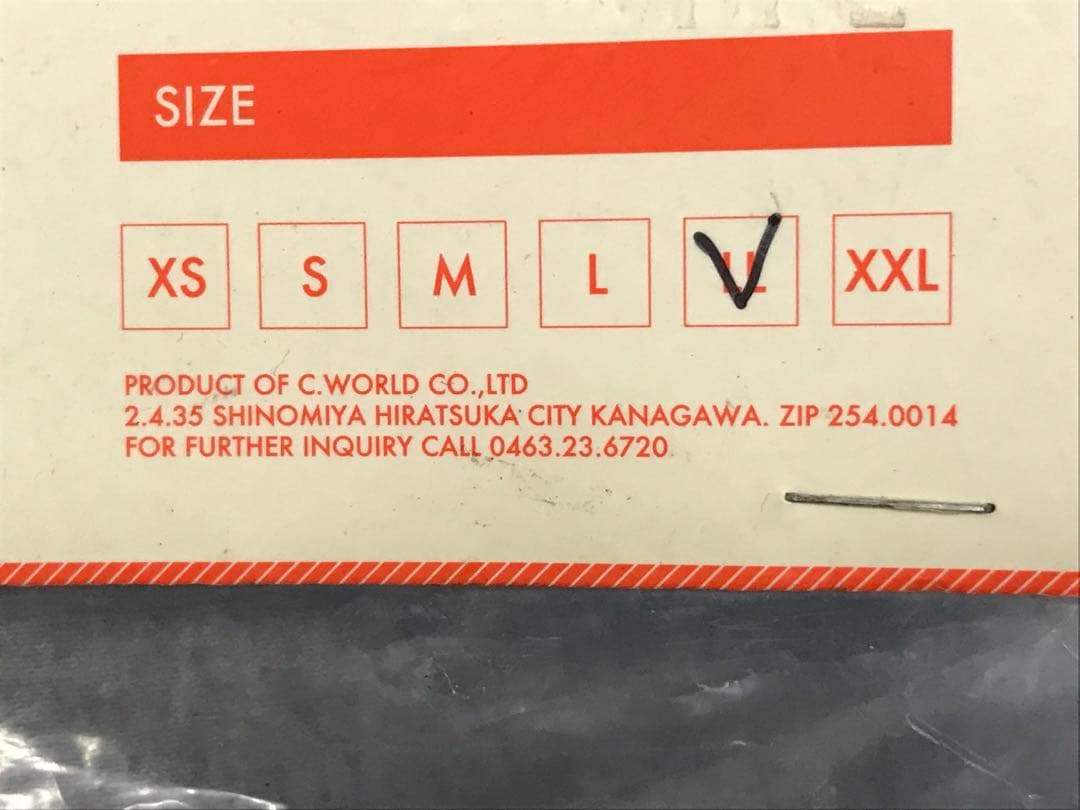 SIZE
XS S M L LL XXL
PRODUCT OF C.WORLD CO.,LTD
2.4.35 SHINOMIYA HIRATSUKA CITY KANAGAWA. ZIP 254.0014
FOR FURTHER INQUIRY CALL 0463.23.6720